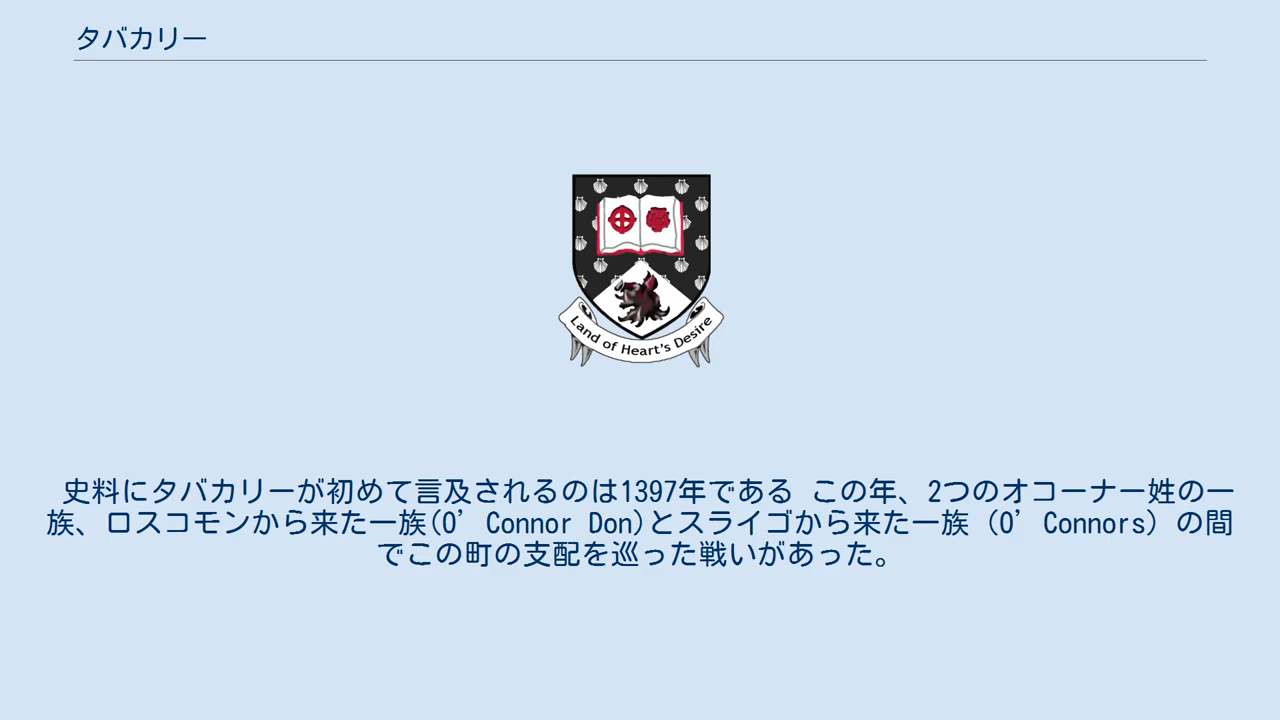 タバカリー
Land of Heart's Desire
史料にタバカリーが初めて言及されるのは1397年である この年、2つのオコーナー姓の一
族、ロスコモンから来た一族(O’Connor Don)とスライゴから来た一族（O’Connors）の間
でこの町の支配を巡った戦いがあった。